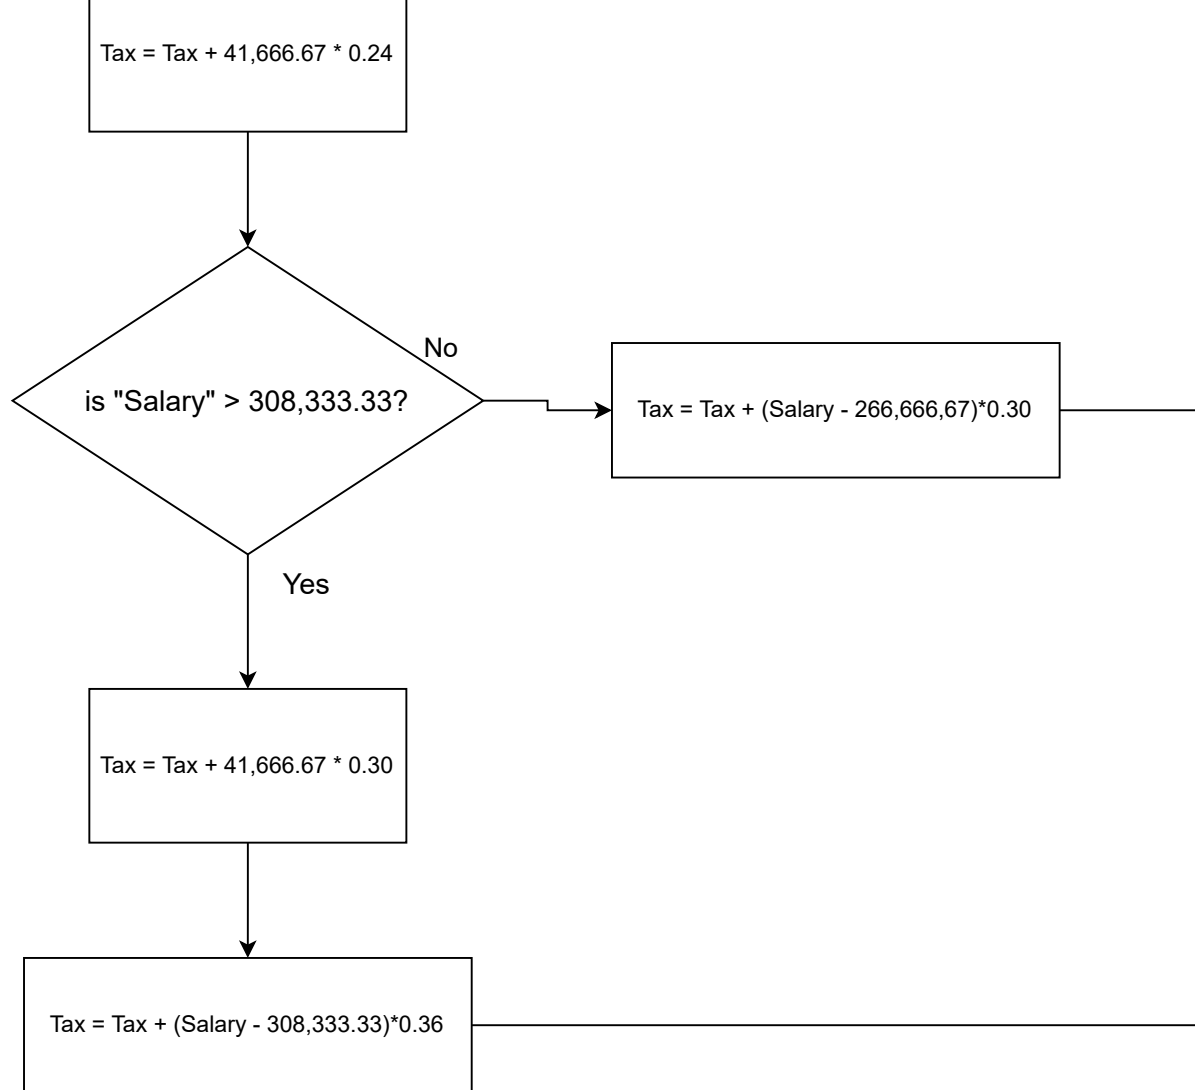 Tax = Tax + 41,666.67 * 0.24
No
is "Salary" > 308,333.33?
Tax = Tax + (Salary - 266,666,67)*0.30
Yes
Tax = Tax + 41,666.67 * 0.30
Tax = Tax + (Salary - 308,333.33)*0.36